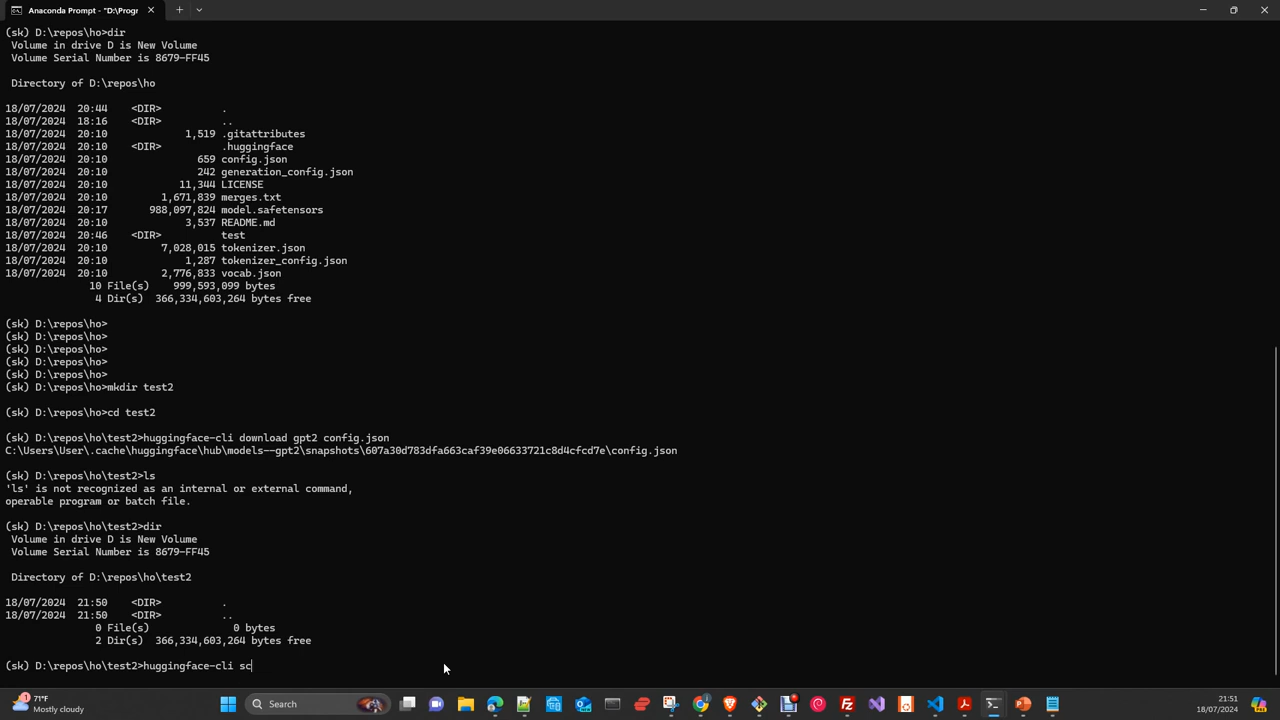 Anaconda Prompt - "D:\Progr
(sk) D:\repos\ho>dir
Volume in drive D is New Volume
Volume Serial Number is 8679-FF45
Directory of D:\repos\ho
18/07/2024 20:44 <DIR> .
18/07/2024 18:16 <DIR> ..
18/07/2024 20:10 1,519 .gitattributes
18/07/2024 20:10 <DIR> .huggingface
18/07/2024 20:10 659 config.json
18/07/2024 20:10 242 generation_config.json
18/07/2024 20:10 11,344 LICENSE
18/07/2024 20:10 1,671,839 merges.txt
18/07/2024 20:17 988,097,824 model.safetensors
18/07/2024 20:10 3,537 README.md
18/07/2024 20:46 <DIR> test
18/07/2024 20:10 7,028,015 tokenizer.json
18/07/2024 20:10 1,287 tokenizer_config.json
18/07/2024 20:10 2,776,833 vocab.json
10 File(s) 999,593,099 bytes
4 Dir(s) 366,334,603,264 bytes free
(sk) D:\repos\ho>
(sk) D:\repos\ho>
(sk) D:\repos\ho>
(sk) D:\repos\ho>
(sk) D:\repos\ho>
(sk) D:\repos\ho>mkdir test2
(sk) D:\repos\ho>cd test2
(sk) D:\repos\ho\test2>huggingface-cli download gpt2 config.json
C:\Users\User\.cache\huggingface\hub\models--gpt2\snapshots\607a30d783dfa663caf39e06633721c8d4cfcd7e\config.json
(sk) D:\repos\ho\test2>ls
'ls' is not recognized as an internal or external command,
operable program or batch file.
(sk) D:\repos\ho\test2>dir
Volume in drive D is New Volume
Volume Serial Number is 8679-FF45
Directory of D:\repos\ho\test2
18/07/2024 21:50 <DIR> .
18/07/2024 21:50 <DIR> ..
0 File(s) 0 bytes
2 Dir(s) 366,334,603,264 bytes free
(sk) D:\repos\ho\test2>huggingface-cli sc
1
71°F
Mostly cloudy
Search
21:51
18/07/2024